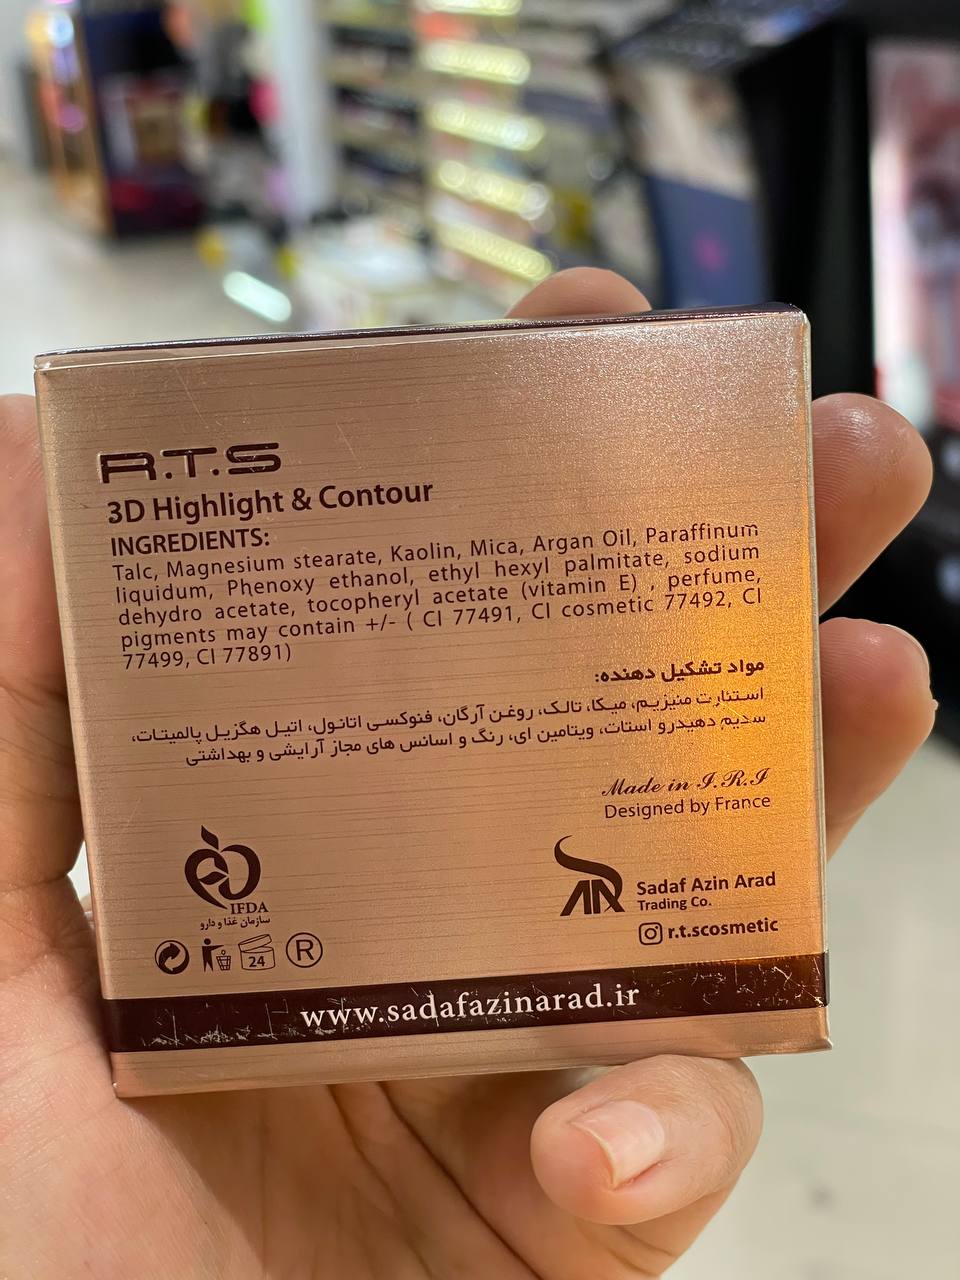 R.T.S
3D Highlight & Contour
INGREDIENTS:
Talc, Magnesium stearate, Kaolin, Mica, Argan Oil, Paraffinum
liquidum, Phenoxy ethanol, ethyl hexyl palmitate, sodium
dehydro acetate, tocopheryl acetate (vitamin E) , perfume,
pigments may contain +/- ( CI 77491, CI cosmetic 77492, CI
77499, CI 77891)
مواد تشکیل دهنده:
استئارت منیزیم، میکا، تالک، روغن آرگان، فنوکسی اتانول، اتیل هگزیل پالمیتات،
سدیم دهیدرو استات، ویتامین ای، رنگ و اسانس های مجاز آرایشی و بهداشتی
Made in I.R.I
Designed by France
IFDA
سازمان غذا و دارو
Sadaf Azin Arad
Trading Co.
r.t.scosmetic
24
R
www.sadafazinarad.ir